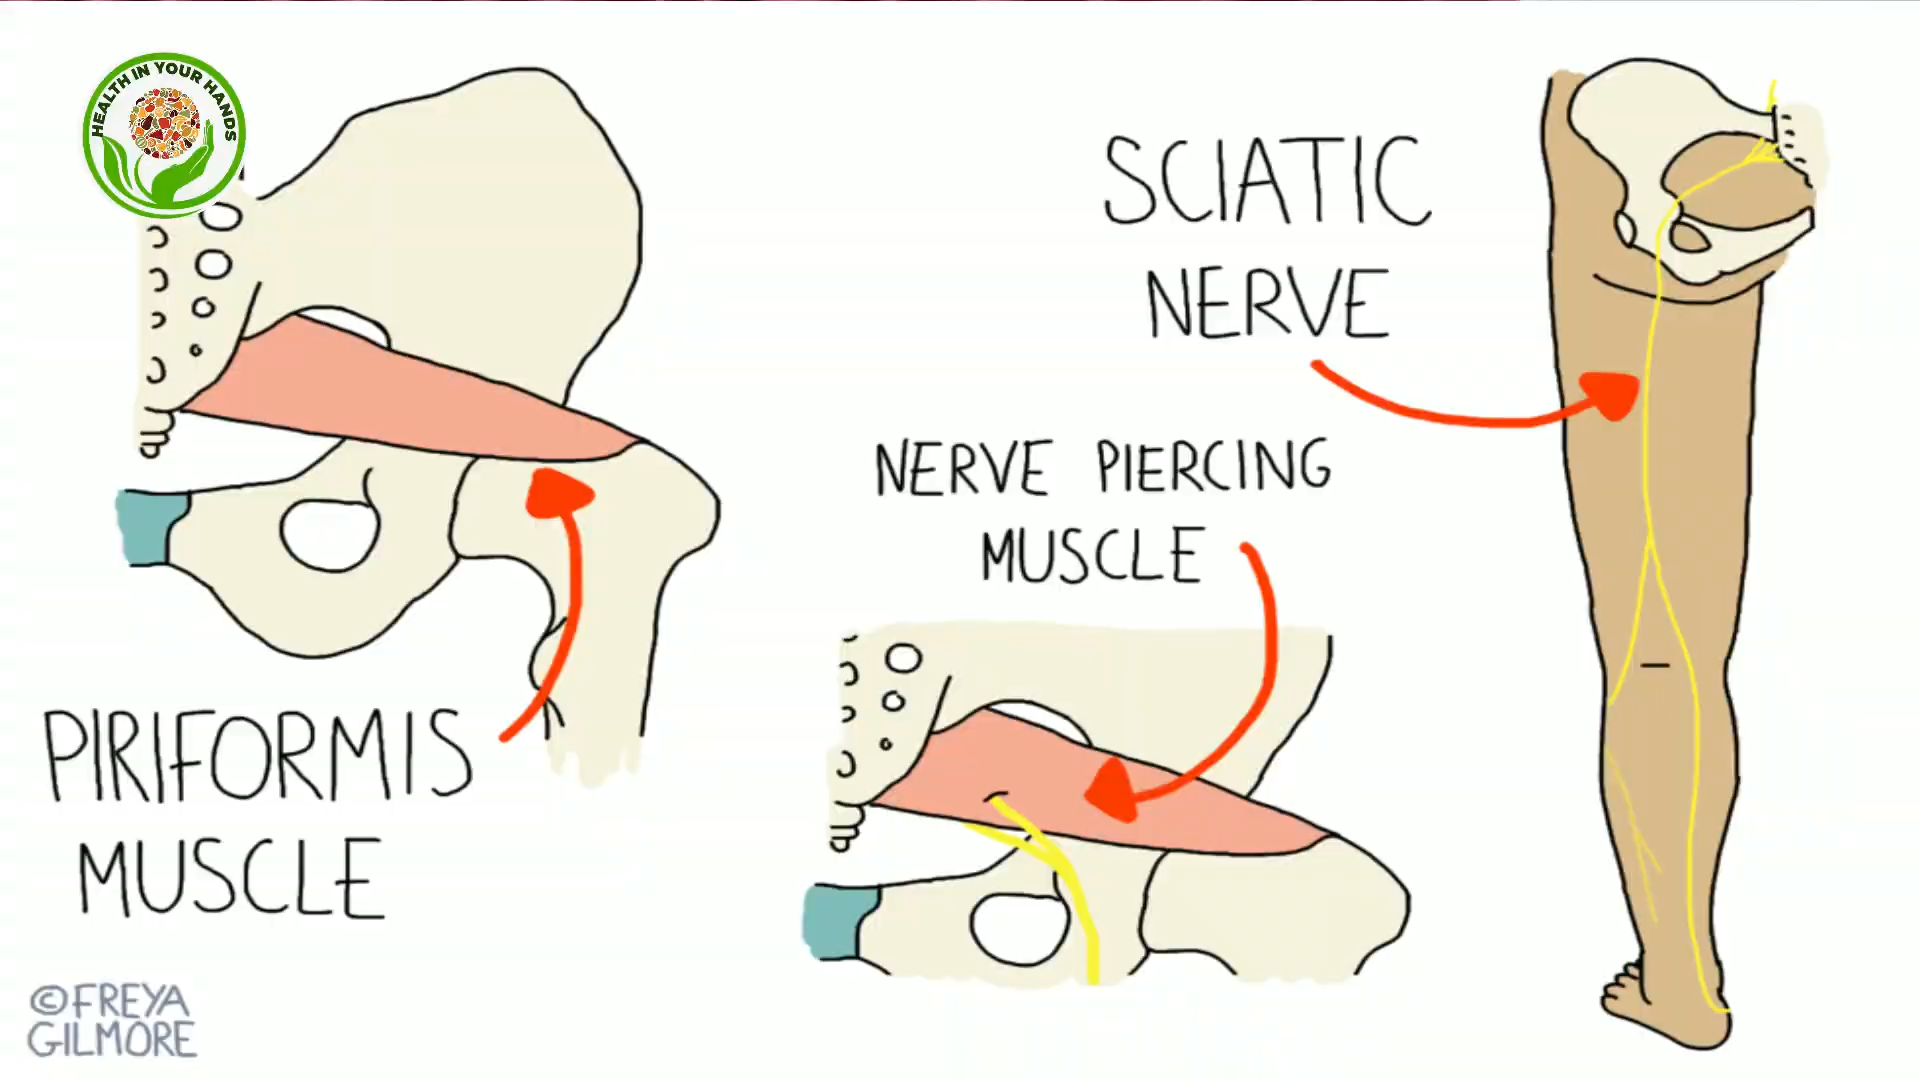 HEALTH IN YOUR HANDS
SCIATIC
NERVE
NERVE PIERCING
MUSCLE
PIRIFORMIS
MUSCLE
©FREYA
GILMORE